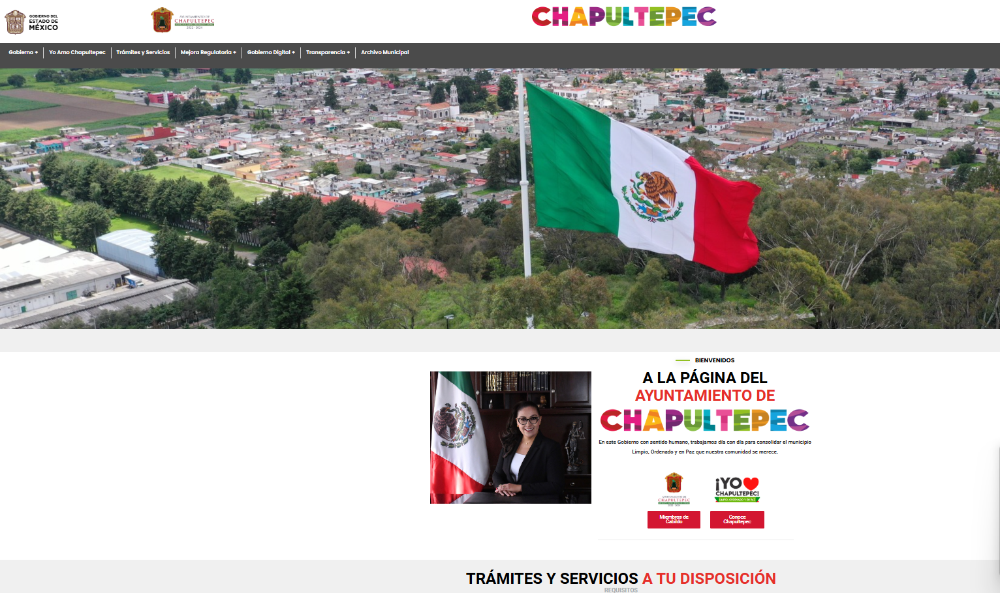 GOBIERNO DEL
ESTADO DE
MÉXICO
AYUNTAMIENTO DE
CHAPULTEPEC
2022 - 2024
CHAPULTEPEC
Gobierno +
Yo Amo Chapultepec
Trámites y Servicios
Mejora Regulatoria +
Gobierno Digital +
Transparencia +
Archivo Municipal
BIENVENIDOS
A LA PÁGINA DEL
AYUNTAMIENTO DE
CHAPULTEPEC
En este Gobierno con sentido humano, trabajamos día con día para consolidar el municipio
Limpio, Ordenado y en Paz que nuestra comunidad se merece.
AYUNTAMIENTO DE
CHAPULTEPEC
2022 - 2024
¡YO
CHAPULTEPEC!
LIMPIO, ORDENADO Y EN PAZ
Miembros de
Cabildo
Conoce
Chapultepec
TRÁMITES Y SERVICIOS A TU DISPOSICIÓN
REQUISITOS